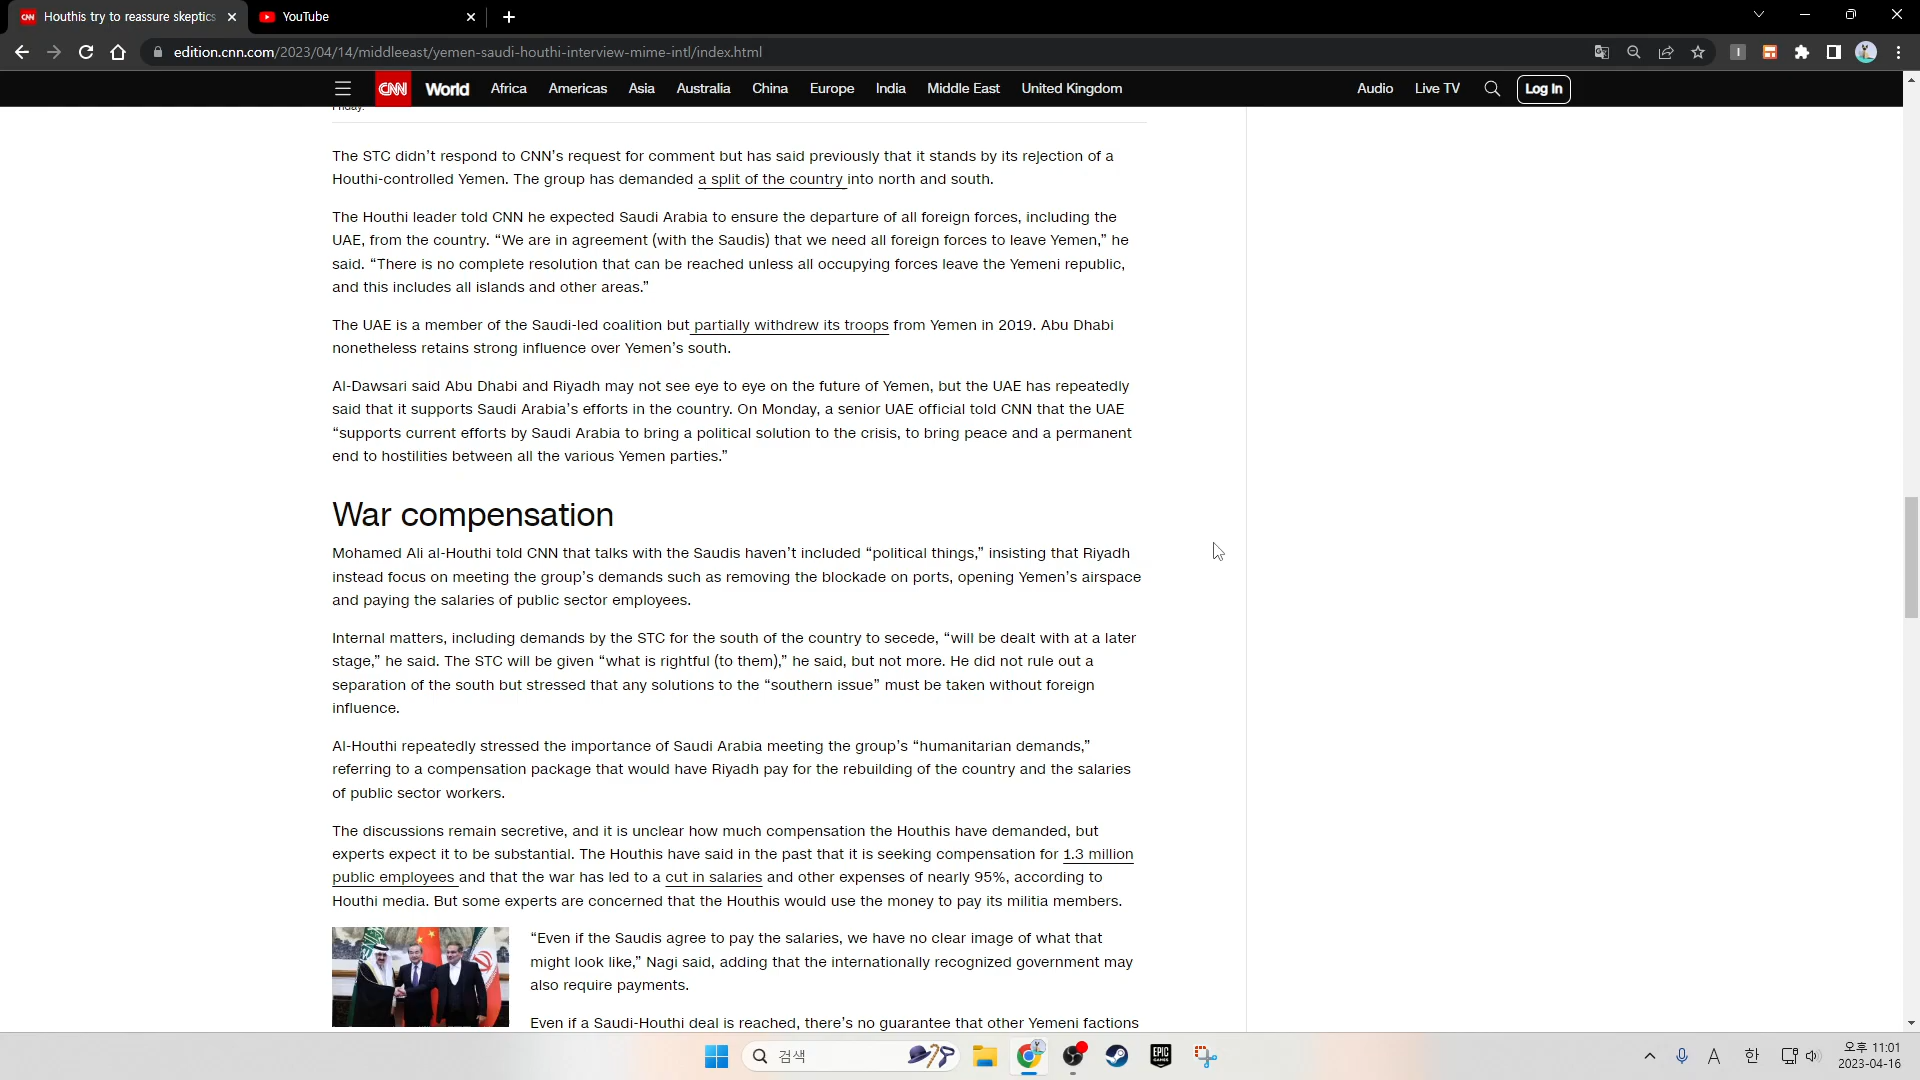 Houthis try to reassure skeptics
YouTube
edition.cnn.com/2023/04/14/middleeast/yemen-saudi-houthi-interview-mime-intl/index.html
CNN World Africa Americas Asia Australia China Europe India Middle East United Kingdom Audio Live TV Log In
Friday.
The STC didn’t respond to CNN’s request for comment but has said previously that it stands by its rejection of a
Houthi-controlled Yemen. The group has demanded a split of the country into north and south.
The Houthi leader told CNN he expected Saudi Arabia to ensure the departure of all foreign forces, including the
UAE, from the country. “We are in agreement (with the Saudis) that we need all foreign forces to leave Yemen,” he
said. “There is no complete resolution that can be reached unless all occupying forces leave the Yemeni republic,
and this includes all islands and other areas.”
The UAE is a member of the Saudi-led coalition but partially withdrew its troops from Yemen in 2019. Abu Dhabi
nonetheless retains strong influence over Yemen’s south.
Al-Dawsari said Abu Dhabi and Riyadh may not see eye to eye on the future of Yemen, but the UAE has repeatedly
said that it supports Saudi Arabia’s efforts in the country. On Monday, a senior UAE official told CNN that the UAE
“supports current efforts by Saudi Arabia to bring a political solution to the crisis, to bring peace and a permanent
end to hostilities between all the various Yemen parties.”
War compensation
Mohamed Ali al-Houthi told CNN that talks with the Saudis haven’t included “political things,” insisting that Riyadh
instead focus on meeting the group’s demands such as removing the blockade on ports, opening Yemen’s airspace
and paying the salaries of public sector employees.
Internal matters, including demands by the STC for the south of the country to secede, “will be dealt with at a later
stage,” he said. The STC will be given “what is rightful (to them),” he said, but not more. He did not rule out a
separation of the south but stressed that any solutions to the “southern issue” must be taken without foreign
influence.
Al-Houthi repeatedly stressed the importance of Saudi Arabia meeting the group’s “humanitarian demands,”
referring to a compensation package that would have Riyadh pay for the rebuilding of the country and the salaries
of public sector workers.
The discussions remain secretive, and it is unclear how much compensation the Houthis have demanded, but
experts expect it to be substantial. The Houthis have said in the past that it is seeking compensation for 1.3 million
public employees and that the war has led to a cut in salaries and other expenses of nearly 95%, according to
Houthi media. But some experts are concerned that the Houthis would use the money to pay its militia members.
“Even if the Saudis agree to pay the salaries, we have no clear image of what that
might look like,” Nagi said, adding that the internationally recognized government may
also require payments.
Even if a Saudi-Houthi deal is reached, there’s no guarantee that other Yemeni factions
검색
EPIC GAMES
A 한
오후 11:01
2023-04-16